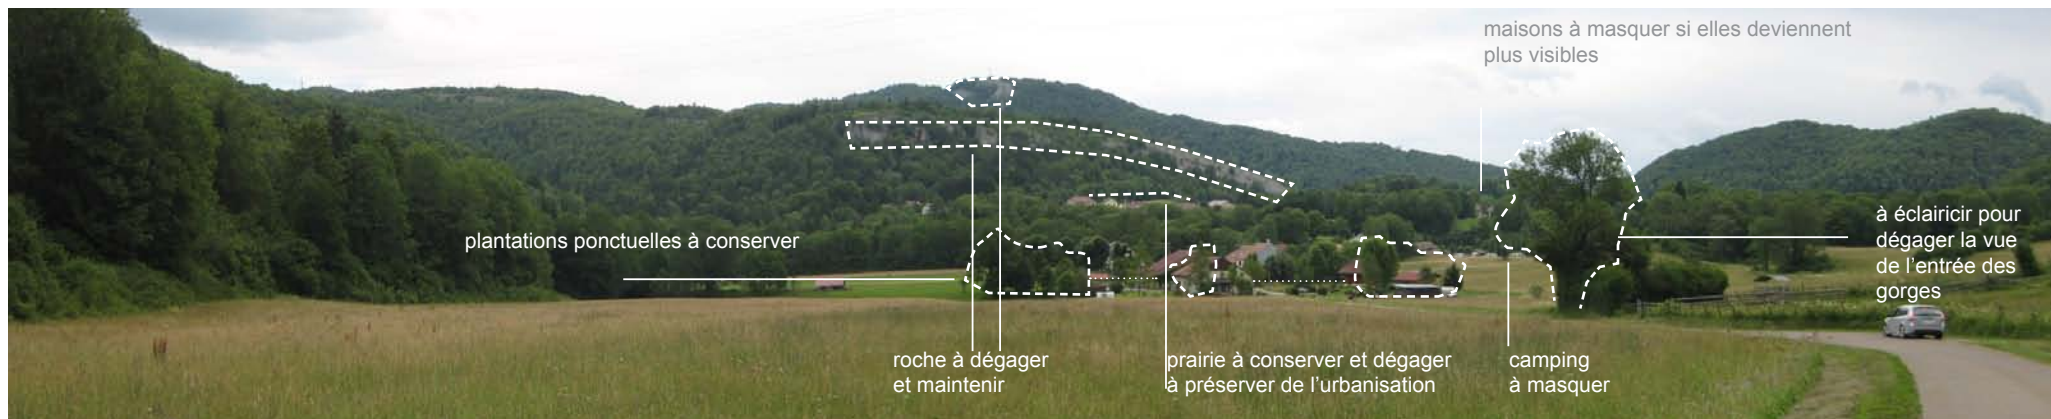 maisons à masquer si elles deviennent
plus visibles
plantations ponctuelles à conserver
à éclairicir pour
dégager la vue
de l'entrée des
gorges
roche à dégager
et maintenir
prairie à conserver et dégager
à préserver de l'urbanisation
camping
à masquer